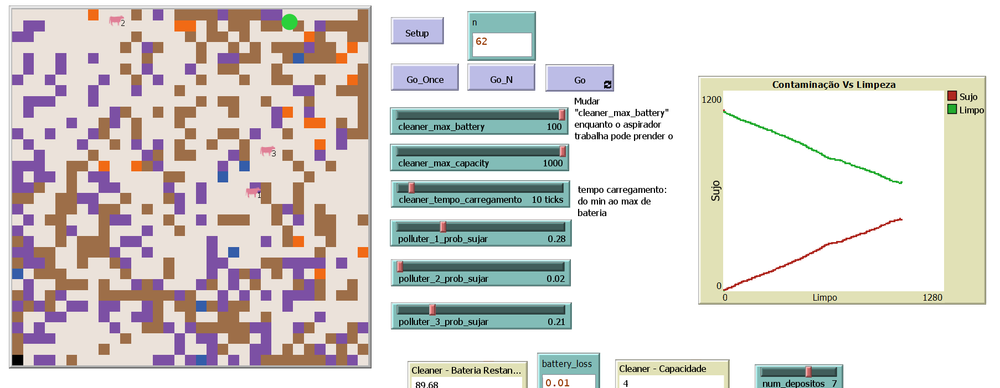 2
3
1
Setup
n
62
Go_Once
Go_N
Go
Mudar
"cleaner_max_battery"
enquanto o aspirador
trabalha pode prender o
cleaner_max_battery 100
cleaner_max_capacity 1000
cleaner_tempo_carregamento 10 ticks
tempo carregamento:
do min ao max de
bateria
polluter_1_prob_sujar 0.28
polluter_2_prob_sujar 0.02
polluter_3_prob_sujar 0.21
Contaminação Vs Limpeza
1200
Sujo
0
0
Limpo
1280
Sujo
Limpo
Cleaner - Bateria Restan...
89.68
battery_loss
0.01
Cleaner - Capacidade
4
num_depositos 7